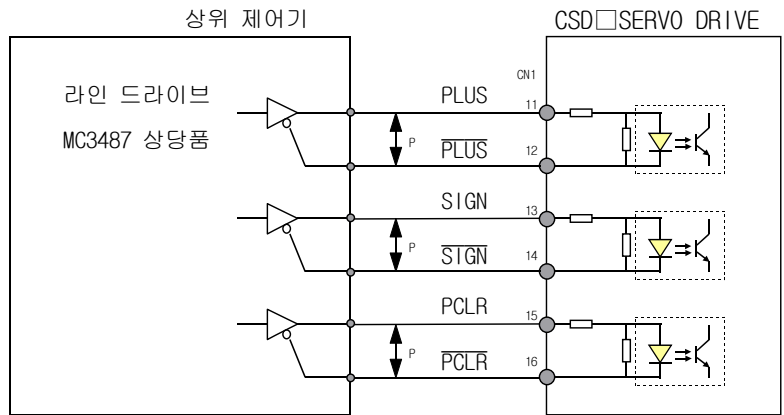 상위 제어기
CSD□SERVO DRIVE
라인 드라이브
MC3487 상당품
CN1
PLUS
11
P
PLUS
12
SIGN
13
P
SIGN
14
PCLR
15
P
PCLR
16